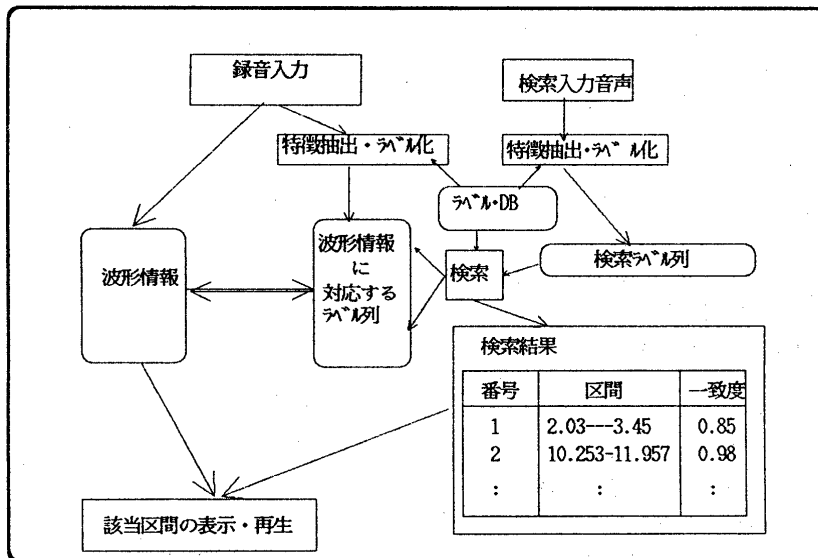 録音入力
検索入力音声
特徴抽出・ラベル化
特徴抽出・ラベル化
ラベル・DB
波形情報
波形情報
に
対応する
ラベル列
検索
検索ラベル列
検索結果
番号 区間 一致度
1 2.03---3.45 0.85
2 10.253-11.957 0.98
: : :
該当区間の表示・再生